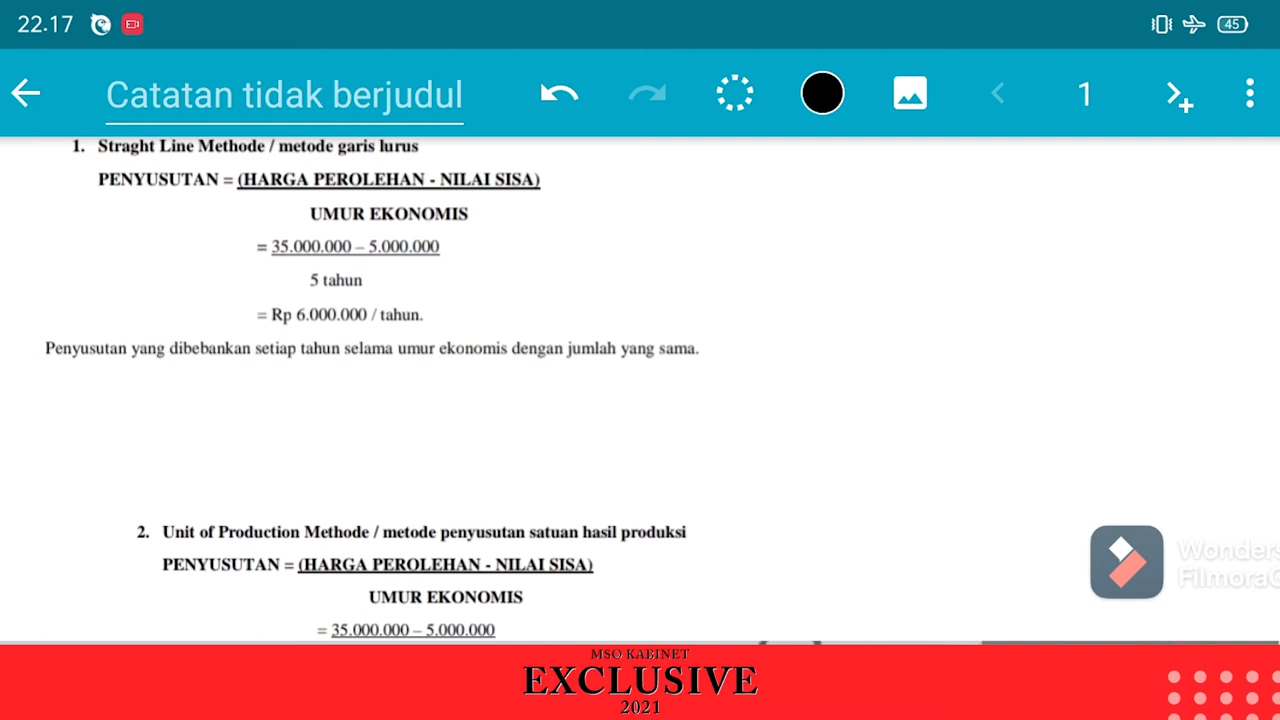 22.17
45
Catatan tidak berjudul
1
1. Straght Line Methode / metode garis lurus
PENYUSUTAN = (HARGA PEROLEHAN - NILAI SISA)
UMUR EKONOMIS
= 35.000.000 – 5.000.000
5 tahun
= Rp 6.000.000 / tahun.
Penyusutan yang dibebankan setiap tahun selama umur ekonomis dengan jumlah yang sama.
2. Unit of Production Methode / metode penyusutan satuan hasil produksi
PENYUSUTAN = (HARGA PEROLEHAN - NILAI SISA)
UMUR EKONOMIS
= 35.000.000 – 5.000.000
Wonders
FilmoraG
MSO KABINET
EXCLUSIVE
2021